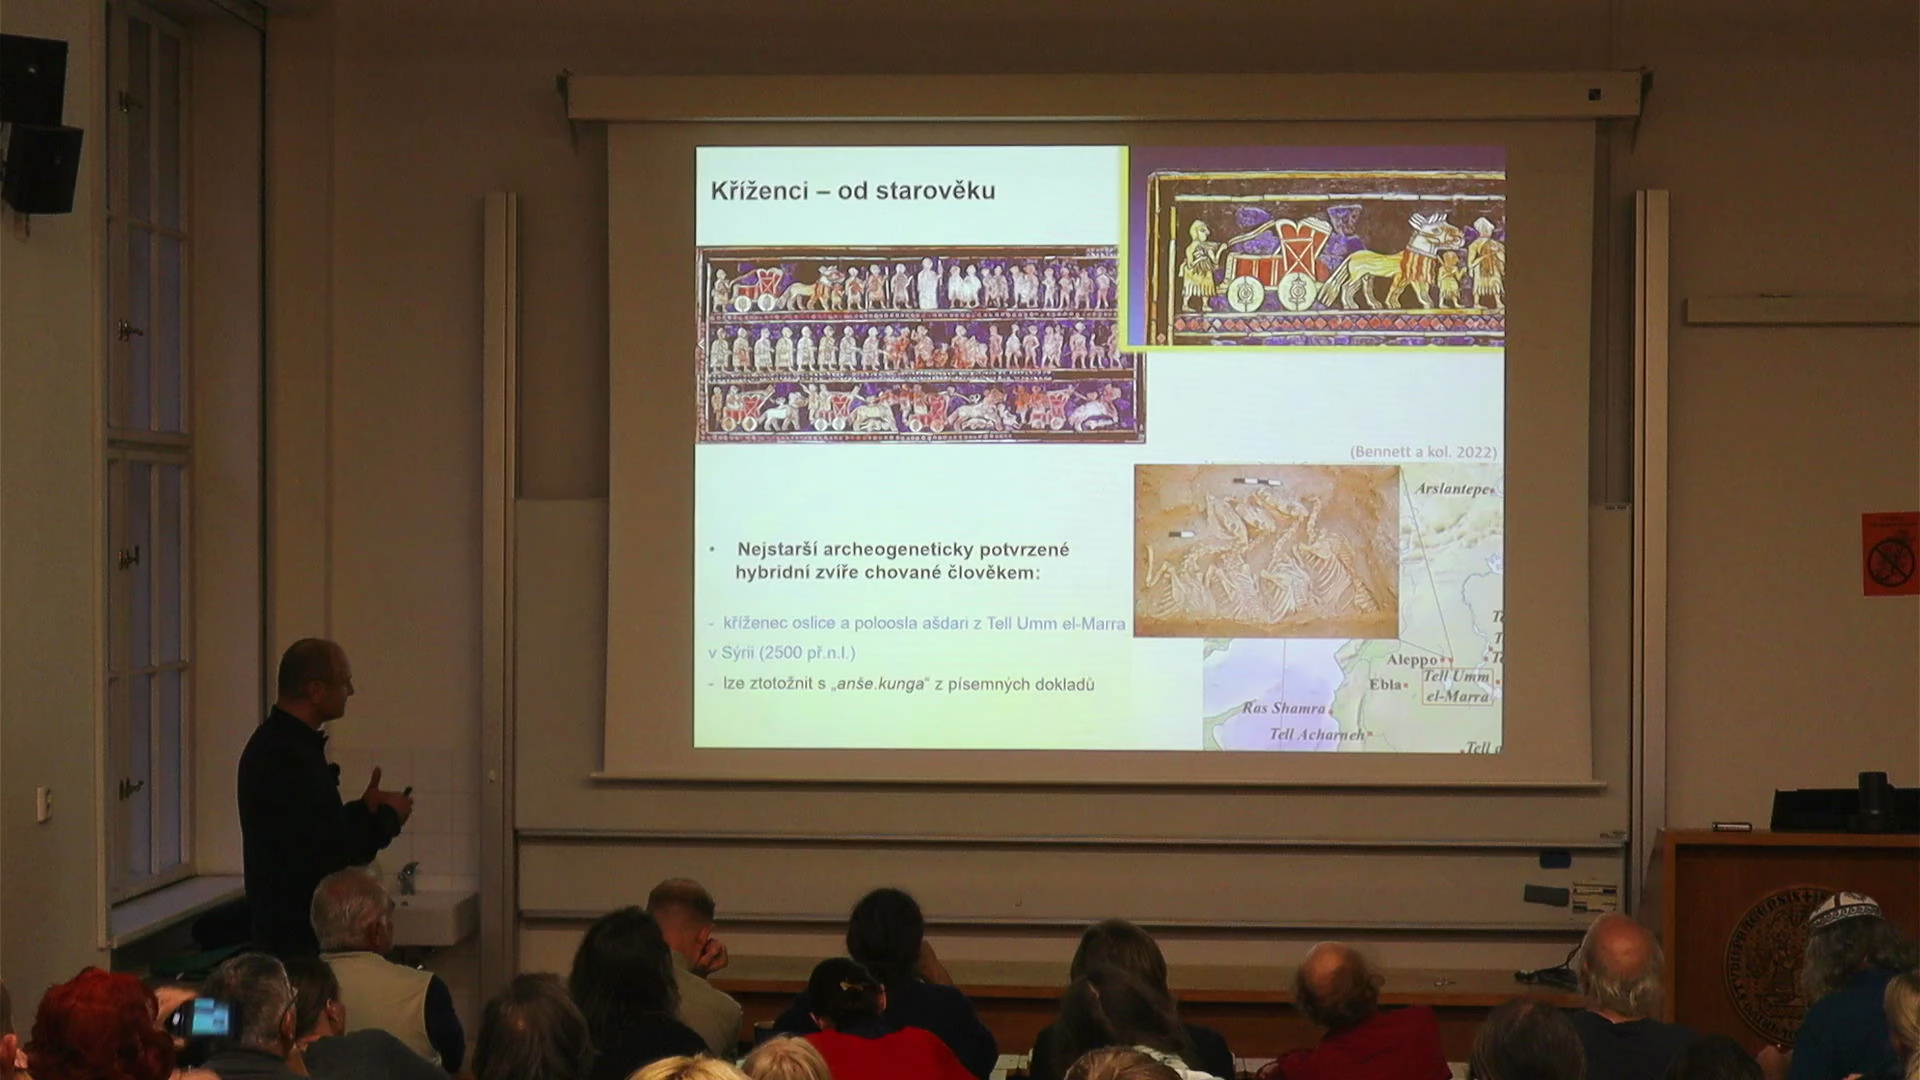 Kříženci – od starověku
(Bennett a kol. 2022)
Arslantepe
• Nejstarší archeogeneticky potvrzené
hybridní zvíře chované člověkem:
- kříženec oslice a poloosla ašdari z Tell Umm el-Marra
v Sýrii (2500 př.n.l.)
- lze ztotožnit s „anše.kunga“ z písemných dokladů
Aleppo
Tell Umm
el-Marra
Ebla
Ras Shamra
Tell Acharneh
Tell